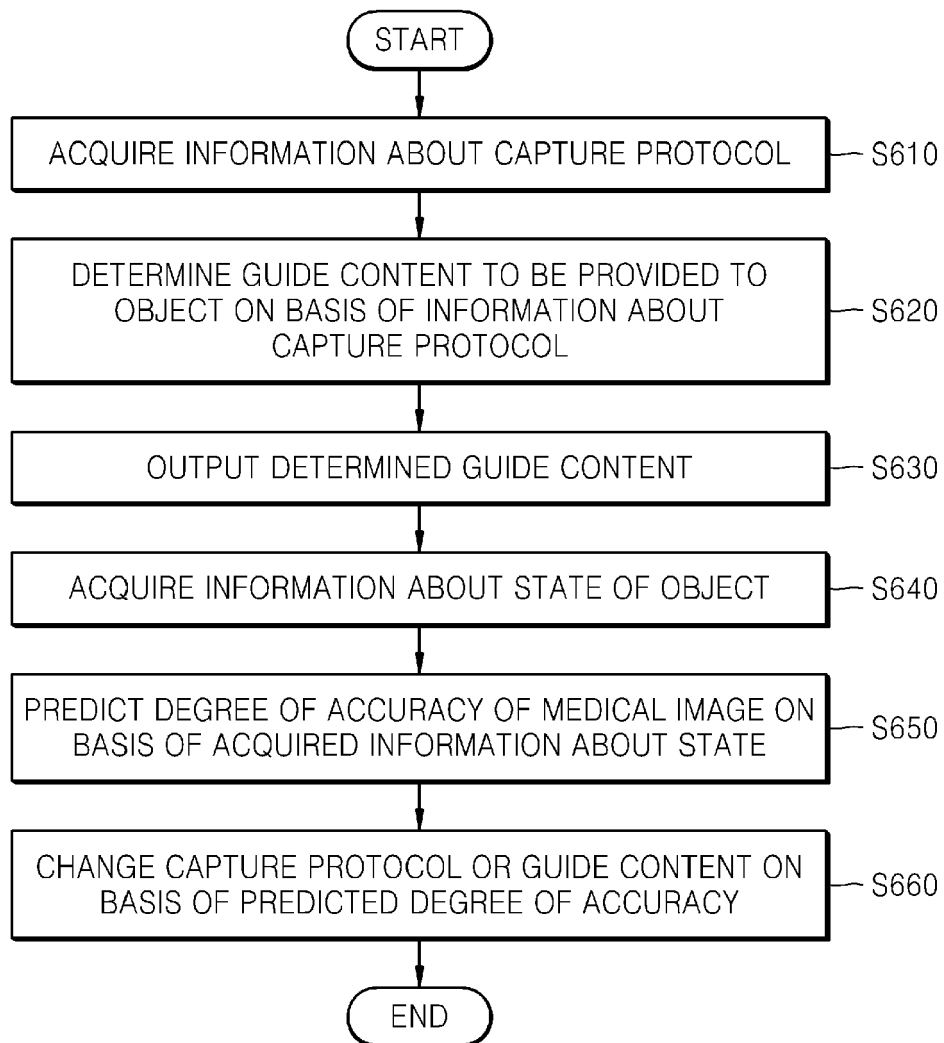 START
ACQUIRE INFORMATION ABOUT CAPTURE PROTOCOL
S610
DETERMINE GUIDE CONTENT TO BE PROVIDED TO
OBJECT ON BASIS OF INFORMATION ABOUT
CAPTURE PROTOCOL
S620
OUTPUT DETERMINED GUIDE CONTENT
S630
ACQUIRE INFORMATION ABOUT STATE OF OBJECT
S640
PREDICT DEGREE OF ACCURACY OF MEDICAL IMAGE ON
BASIS OF ACQUIRED INFORMATION ABOUT STATE
S650
CHANGE CAPTURE PROTOCOL OR GUIDE CONTENT ON
BASIS OF PREDICTED DEGREE OF ACCURACY
S660
END